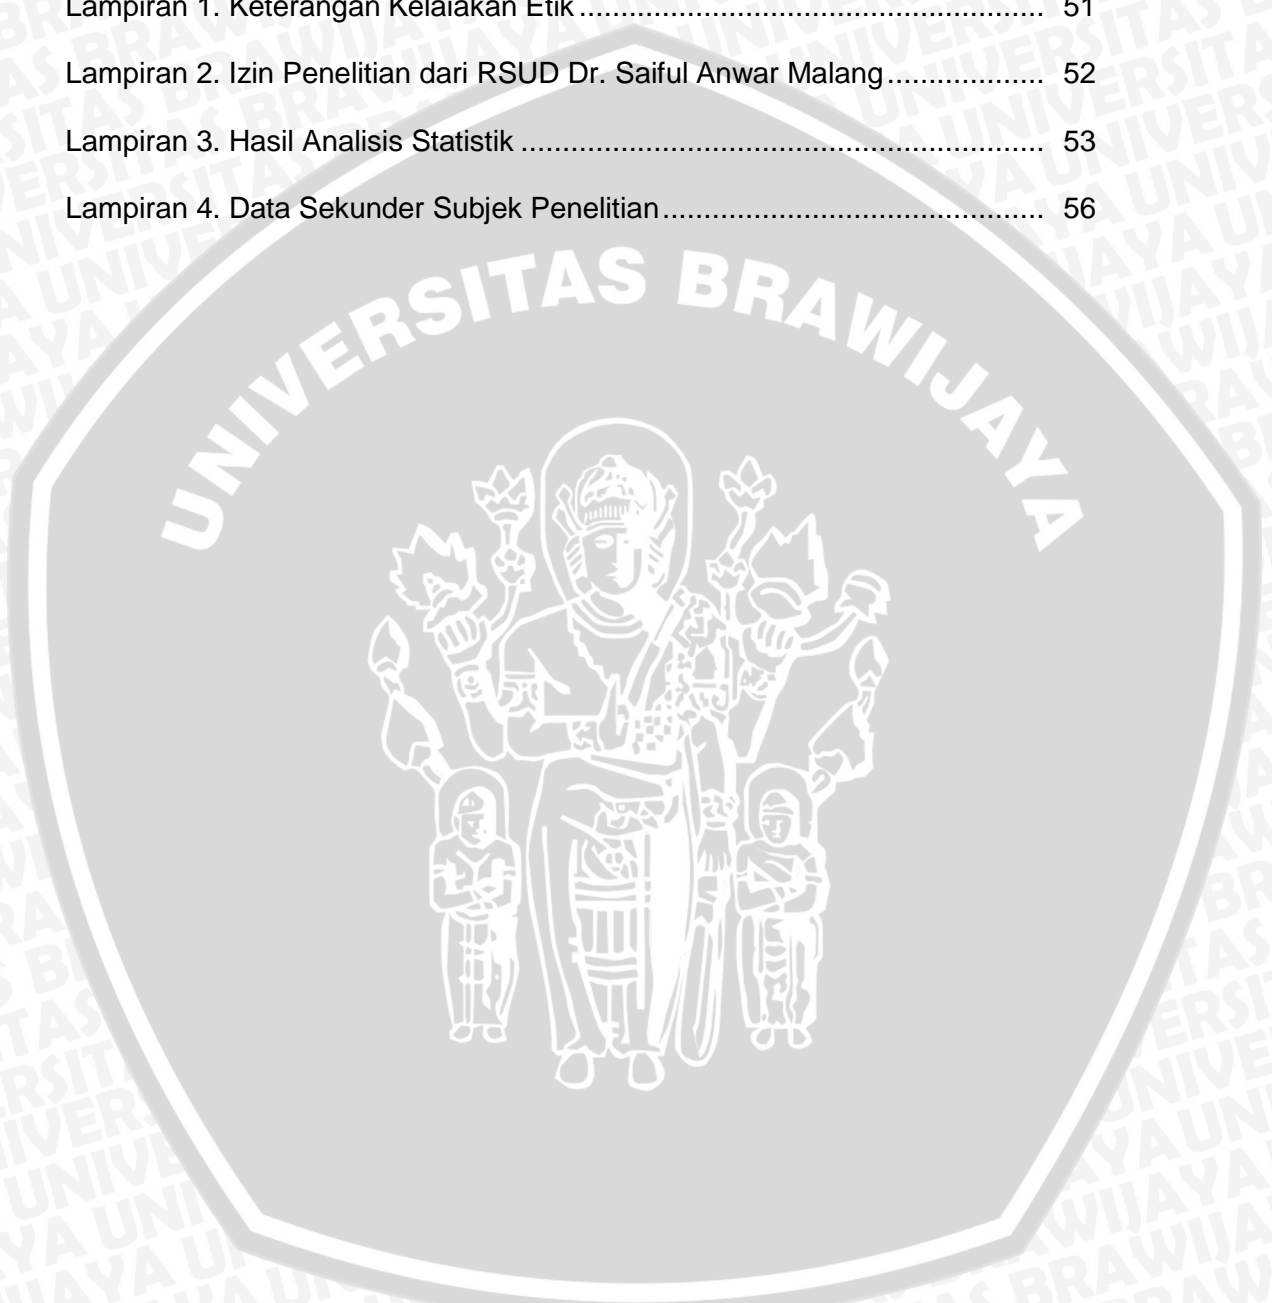 Lampiran 1. Keterangan Kelaiakan Etik ........................................................ 51
Lampiran 2. Izin Penelitian dari RSUD Dr. Saiful Anwar Malang ................... 52
Lampiran 3. Hasil Analisis Statistik ............................................................... 53
Lampiran 4. Data Sekunder Subjek Penelitian .............................................. 56
UNIVERSITAS BRAWIJAYA